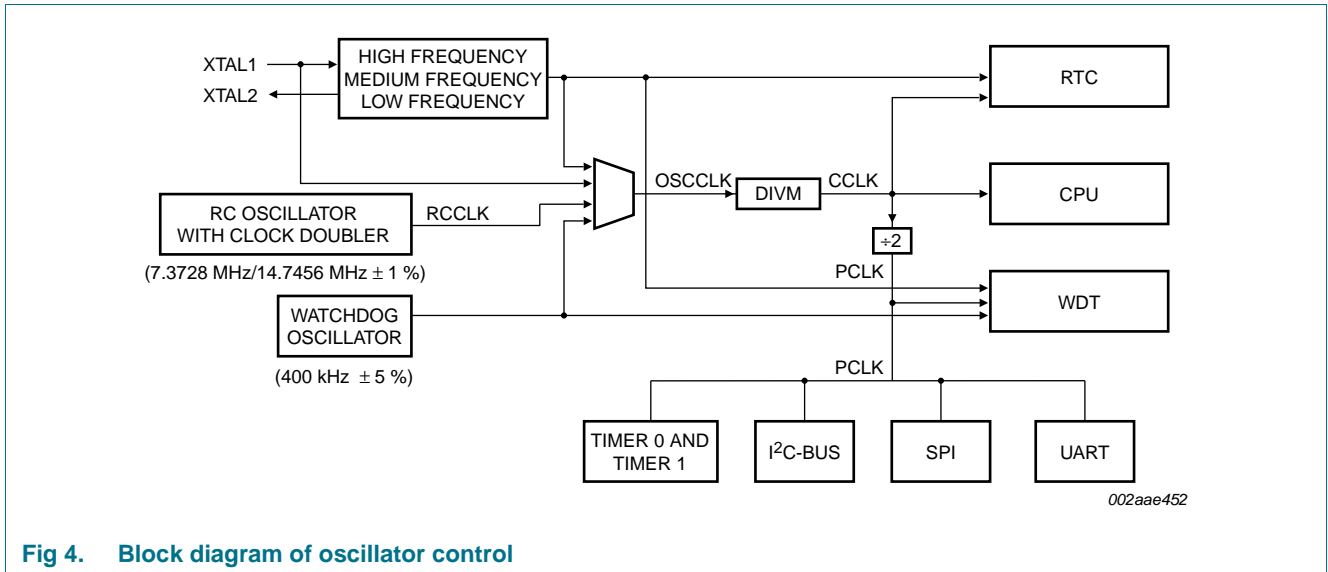 XTAL1
XTAL2
HIGH FREQUENCY
MEDIUM FREQUENCY
LOW FREQUENCY
RTC
OSCCLK
DIVM
CCLK
CPU
RC OSCILLATOR
WITH CLOCK DOUBLER
RCCLK
(7.3728 MHz/14.7456 MHz ± 1 %)
÷2
PCLK
WDT
WATCHDOG
OSCILLATOR
(400 kHz ± 5 %)
PCLK
TIMER 0 AND
TIMER 1
I²C-BUS
SPI
UART
002aae452
Fig 4. Block diagram of oscillator control